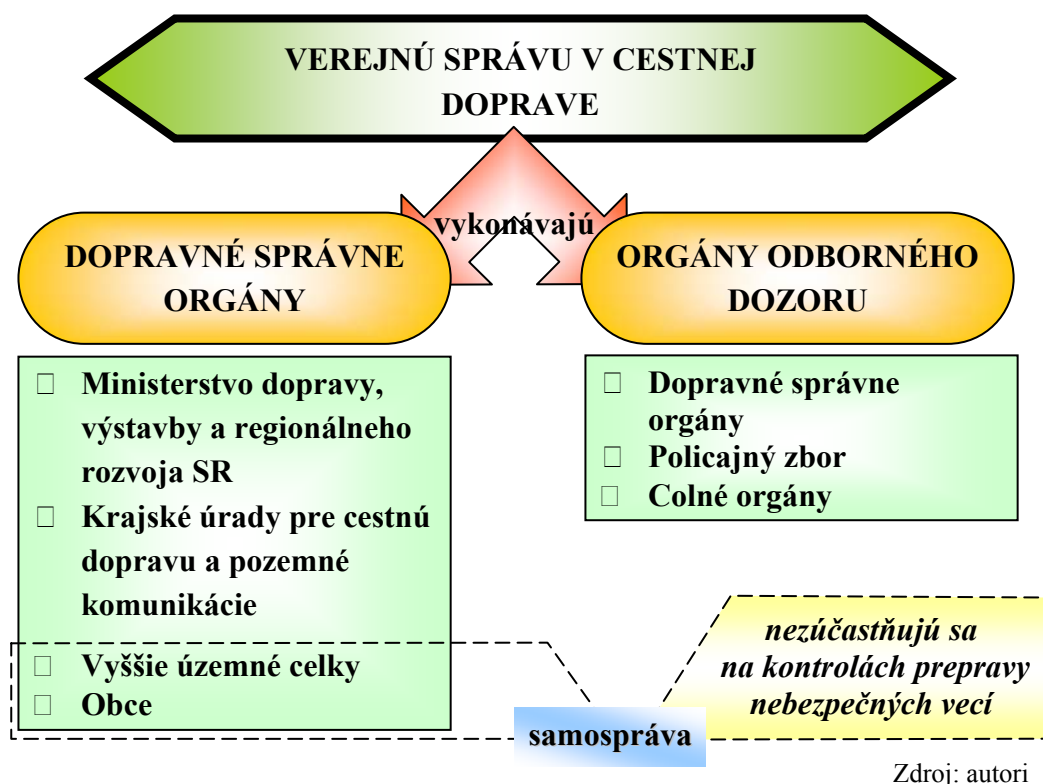 VEREJNÚ SPRÁVU V CESTNEJ
DOPRAVE
vykonávajú
DOPRAVNÉ SPRÁVNE
ORGÁNY
ORGÁNY ODBORNÉHO
DOZORU
Ministerstvo dopravy,
výstavby a regionálneho
rozvoja SR
Krajské úrady pre cestnú
dopravu a pozemné
komunikácie
Vyššie územné celky
Obce
Dopravné správne
orgány
Policajný zbor
Colné orgány
nezúčastňujú sa
na kontrolách prepravy
nebezpečných vecí
samospráva
Zdroj: autori